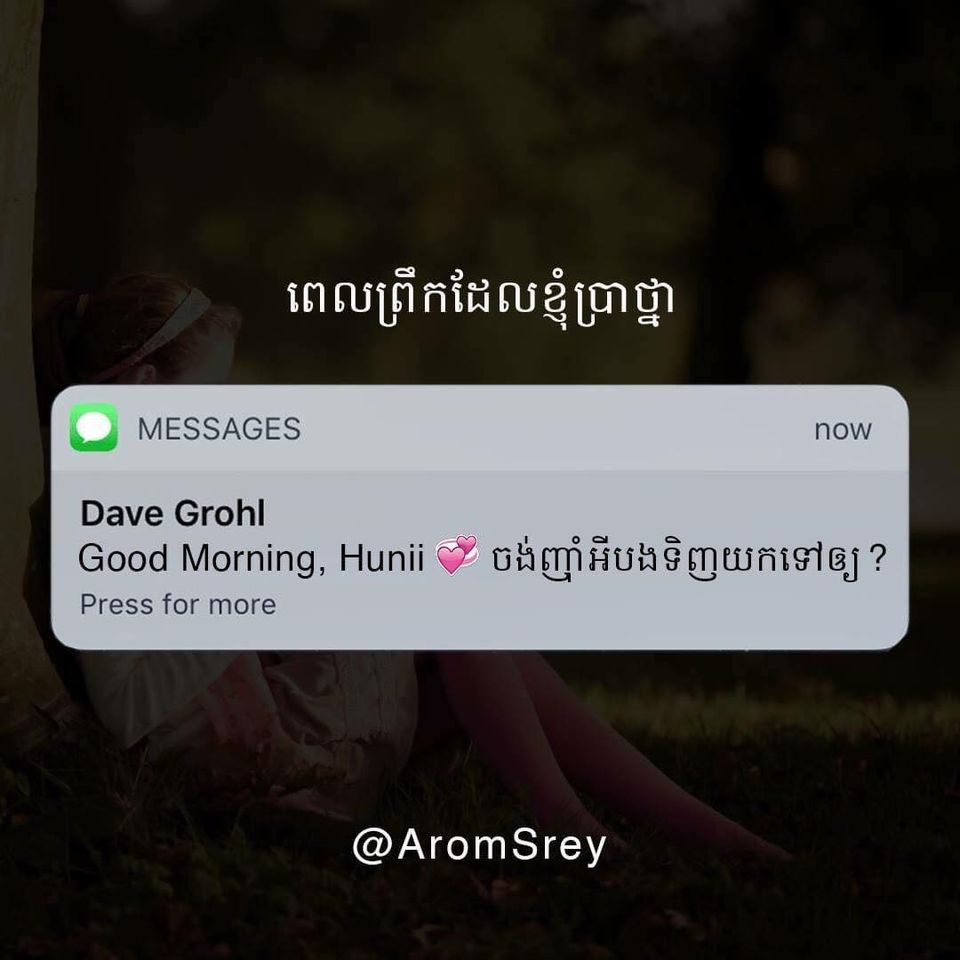 ពេលព្រឹកដែលខ្ញុំប្រាថ្នា
MESSAGES
now
Dave Grohl
Good Morning, Hunii 💞 ចង់ញ៉ាំអីបងទិញយកទៅឲ្យ ?
Press for more
@AromSrey